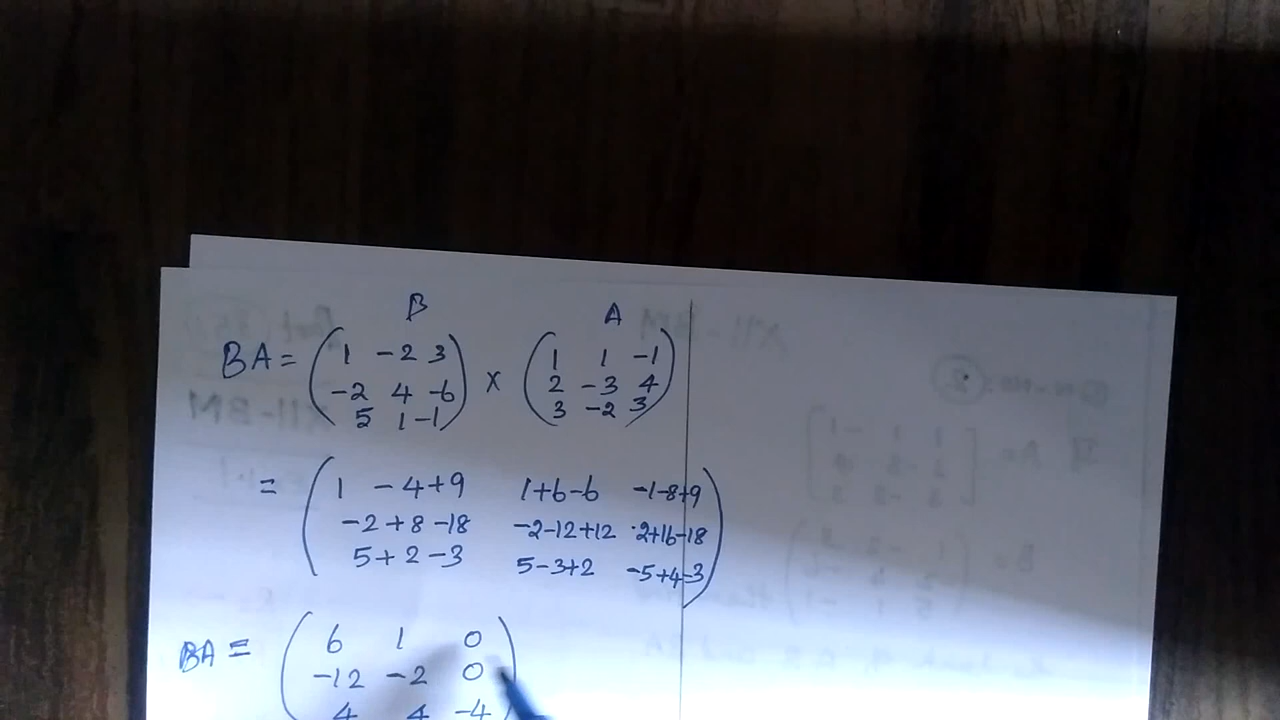 B A
BA = ( 1 -2 3 ) × ( 1 1 -1 )
( -2 4 -6 ) ( 2 -3 4 )
( 5 1 -1 ) ( 3 -2 3 )
= ( 1 -4+9 1+6-6 -1-8+9 )
( -2+8-18 -2-12+12 2+16-18 )
( 5+2-3 5-3+2 -5+4-3 )
BA = ( 6 1 0 )
( -12 -2 0 )
( 4 4 -4 )
XII-BM